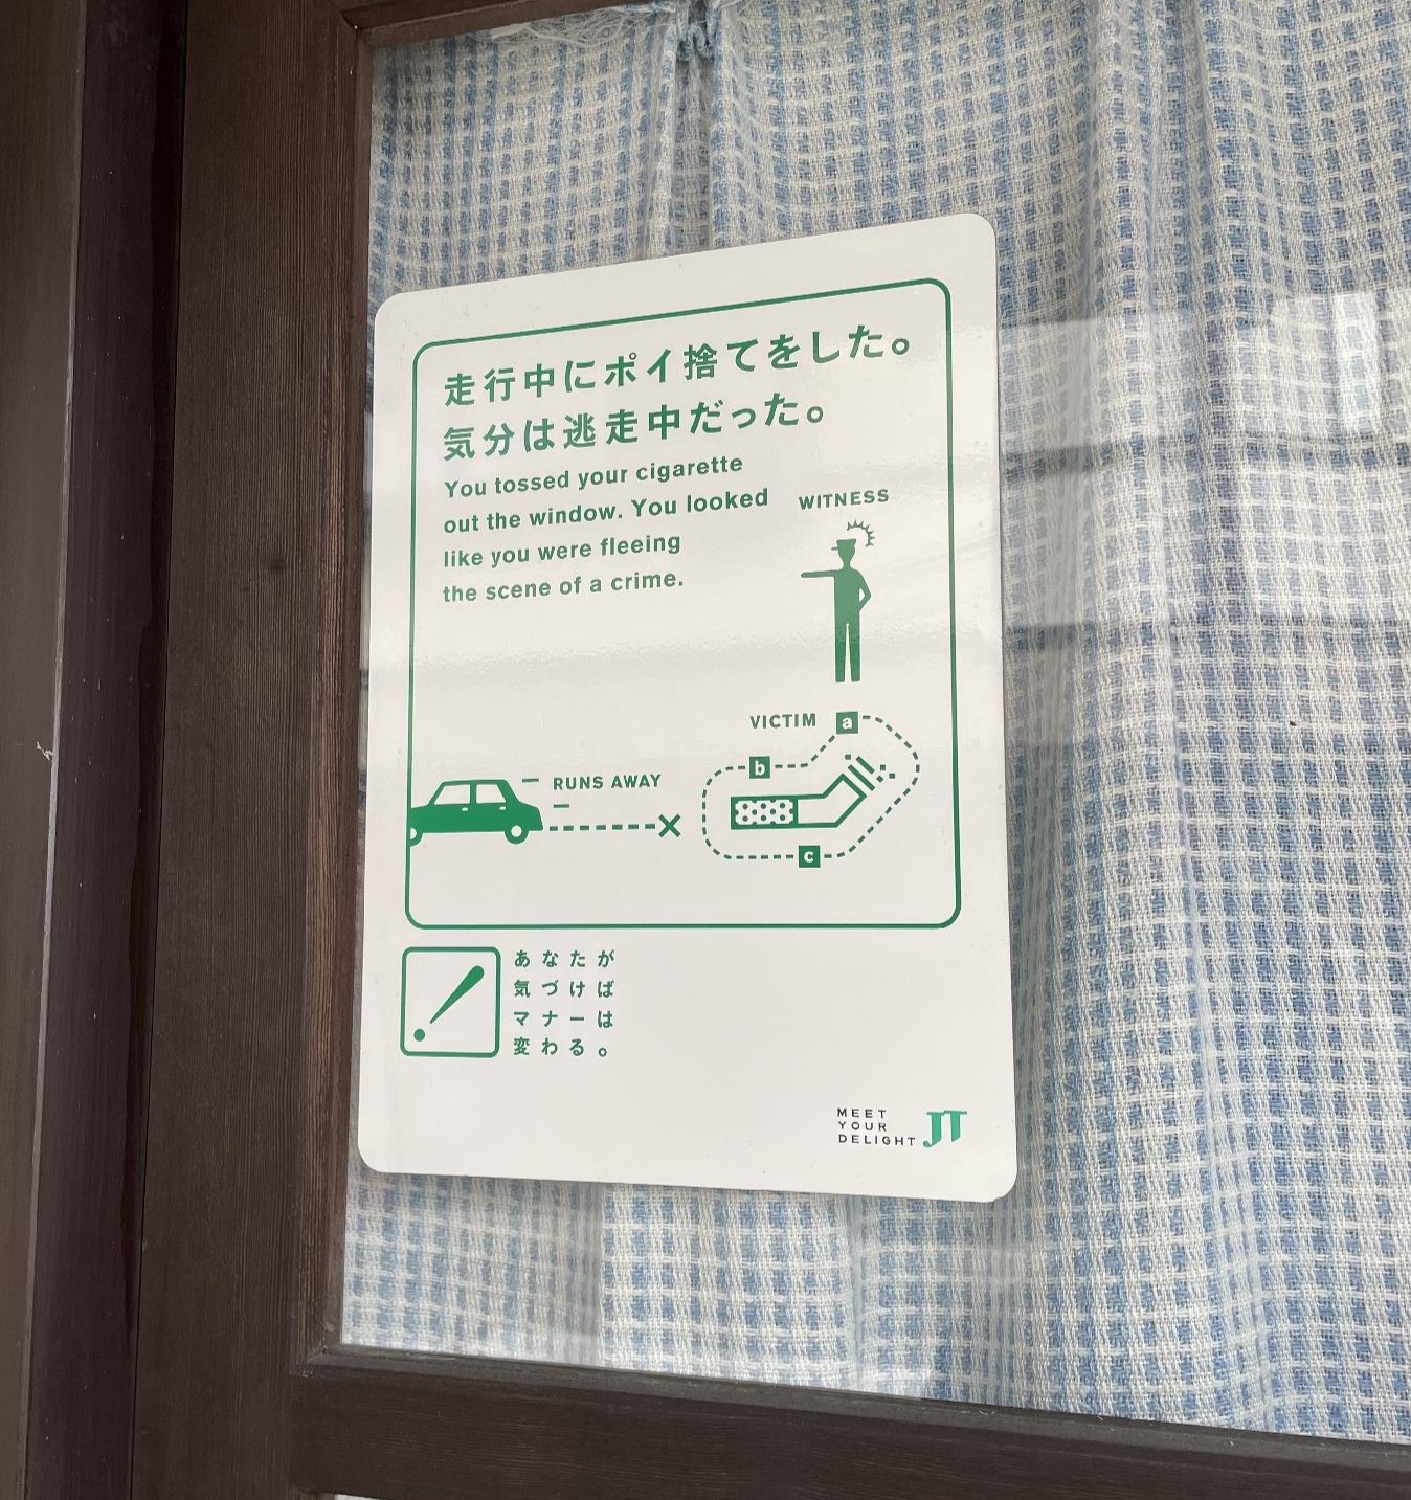 走行中にポイ捨てをした。
気分は逃走中だった。
You tossed your cigarette
out the window. You looked
like you were fleeing
the scene of a crime.
WITNESS
VICTIM
a
b
RUNS AWAY
c
あなたが
気づけば
マナーは
変わる。
MEET
YOUR
DELIGHT
JT